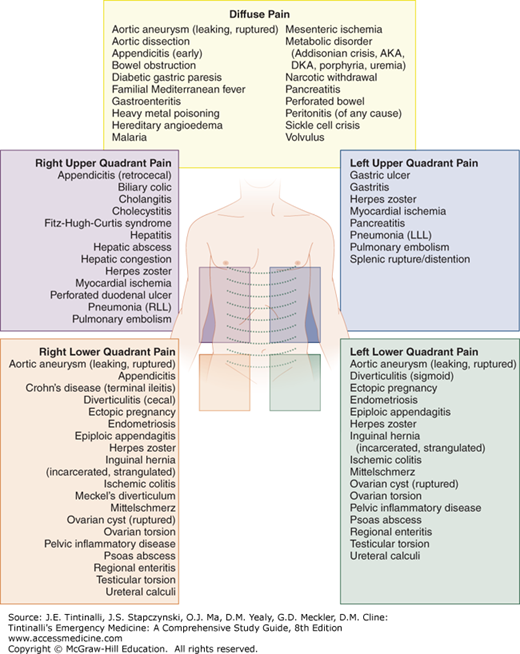 Diffuse Pain
Aortic aneurysm (leaking, ruptured)
Aortic dissection
Appendicitis (early)
Bowel obstruction
Diabetic gastric paresis
Familial Mediterranean fever
Gastroenteritis
Heavy metal poisoning
Hereditary angioedema
Malaria
Mesenteric ischemia
Metabolic disorder
(Addisonian crisis, AKA,
DKA, porphyria, uremia)
Narcotic withdrawal
Pancreatitis
Perforated bowel
Peritonitis (of any cause)
Sickle cell crisis
Volvulus
Right Upper Quadrant Pain
Appendicitis (retrocecal)
Biliary colic
Cholangitis
Cholecystitis
Fitz-Hugh-Curtis syndrome
Hepatitis
Hepatic abscess
Hepatic congestion
Herpes zoster
Myocardial ischemia
Perforated duodenal ulcer
Pneumonia (RLL)
Pulmonary embolism
Left Upper Quadrant Pain
Gastric ulcer
Gastritis
Herpes zoster
Myocardial ischemia
Pancreatitis
Pneumonia (LLL)
Pulmonary embolism
Splenic rupture/distention
Right Lower Quadrant Pain
Aortic aneurysm (leaking, ruptured)
Appendicitis
Crohn's disease (terminal ileitis)
Diverticulitis (cecal)
Ectopic pregnancy
Endometriosis
Epiploic appendagitis
Herpes zoster
Inguinal hernia
(incarcerated, strangulated)
Ischemic colitis
Meckel's diverticulum
Mittelschmerz
Ovarian cyst (ruptured)
Ovarian torsion
Pelvic inflammatory disease
Psoas abscess
Regional enteritis
Testicular torsion
Ureteral calculi
Left Lower Quadrant Pain
Aortic aneurysm (leaking, ruptured)
Diverticulitis (sigmoid)
Ectopic pregnancy
Endometriosis
Epiploic appendagitis
Herpes zoster
Inguinal hernia
(incarcerated, strangulated)
Ischemic colitis
Mittelschmerz
Ovarian cyst (ruptured)
Ovarian torsion
Pelvic inflammatory disease
Psoas abscess
Regional enteritis
Testicular torsion
Ureteral calculi
Source: J.E. Tintinalli, J.S. Stapczynski, O.J. Ma, D.M. Yealy, G.D. Meckler, D.M. Cline:
Tintinalli's Emergency Medicine: A Comprehensive Study Guide, 8th Edition
www.accessmedicine.com
Copyright © McGraw-Hill Education. All rights reserved.